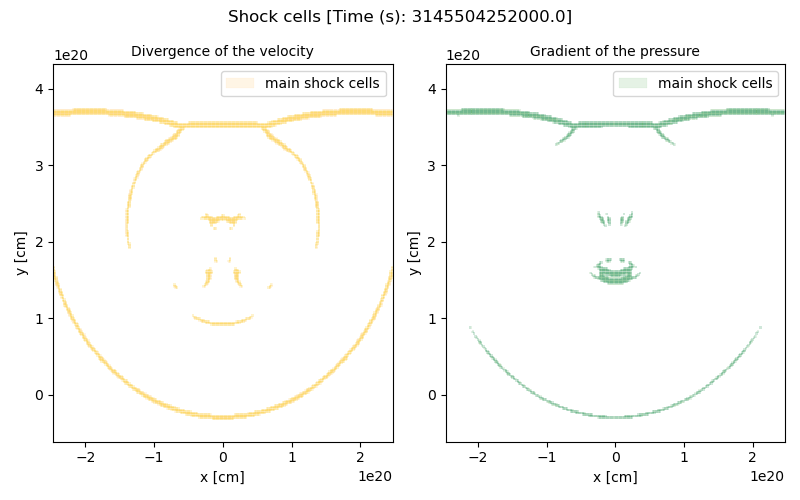 Shock cells [Time (s): 3145504252000.0]
Divergence of the velocity
1e20
main shock cells
4
3
2
1
0
y [cm]
−2
−1
0
1
2
x [cm]
1e20
Gradient of the pressure
1e20
main shock cells
4
3
2
1
0
y [cm]
−2
−1
0
1
2
x [cm]
1e20